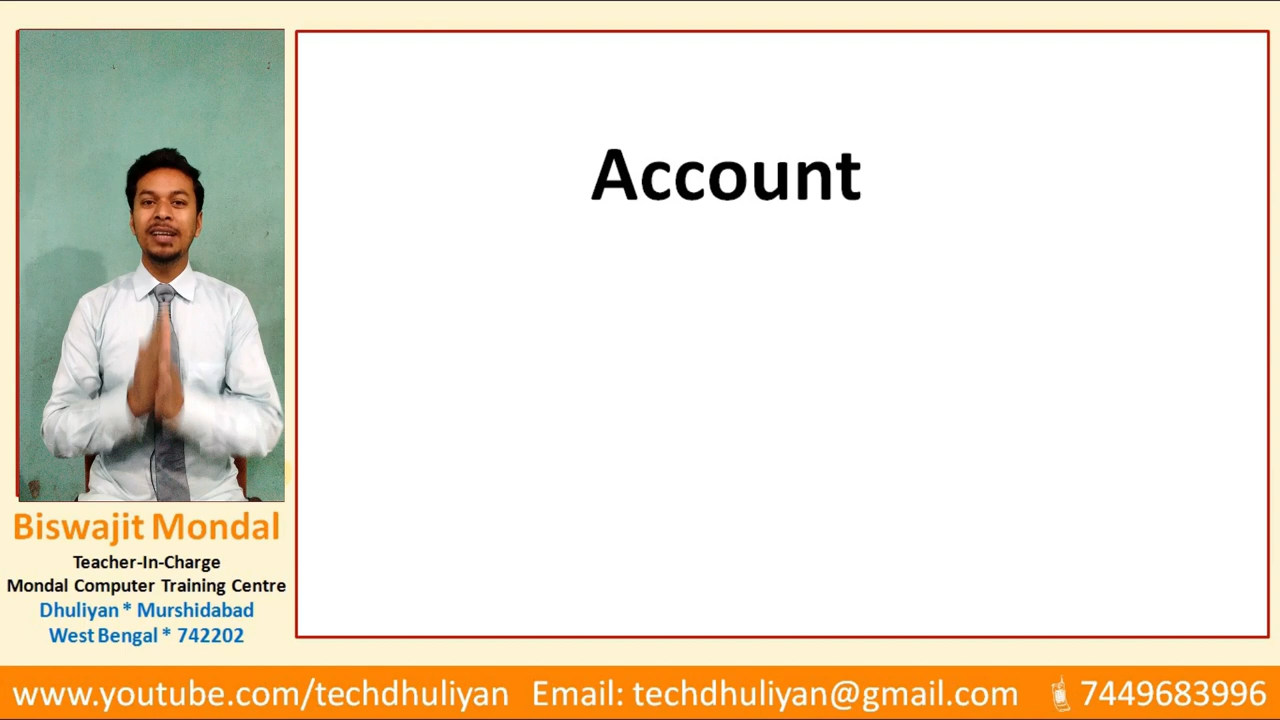 Account
Biswajit Mondal
Teacher-In-Charge
Mondal Computer Training Centre
Dhuliyan * Murshidabad
West Bengal * 742202
www.youtube.com/techdhuliyan Email: techdhuliyan@gmail.com 7449683996